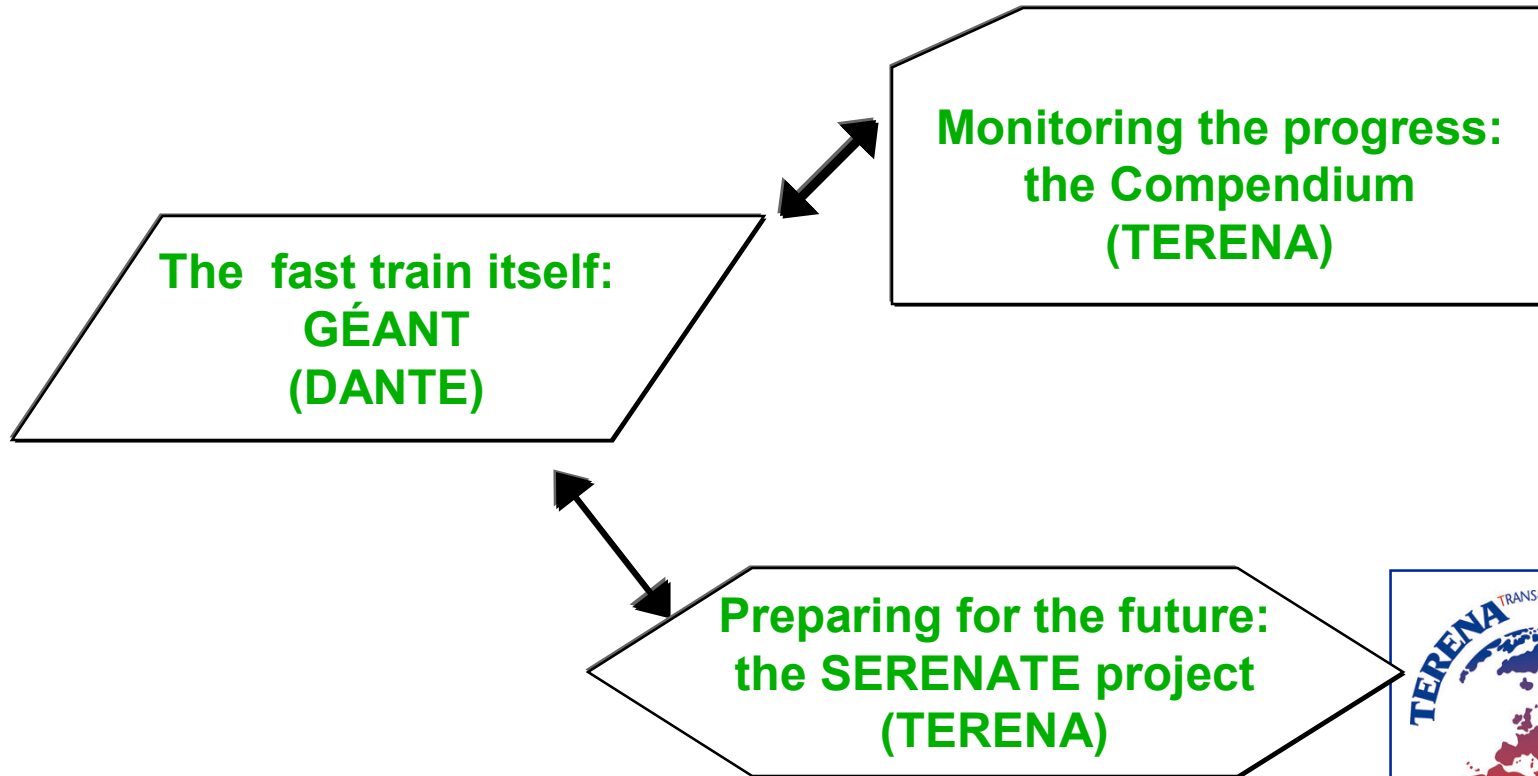 Monitoring the progress:
the Compendium
(TERENA)
The fast train itself:
GÉANT
(DANTE)
Preparing for the future:
the SERENATE project
(TERENA)
TERENA
TRANS